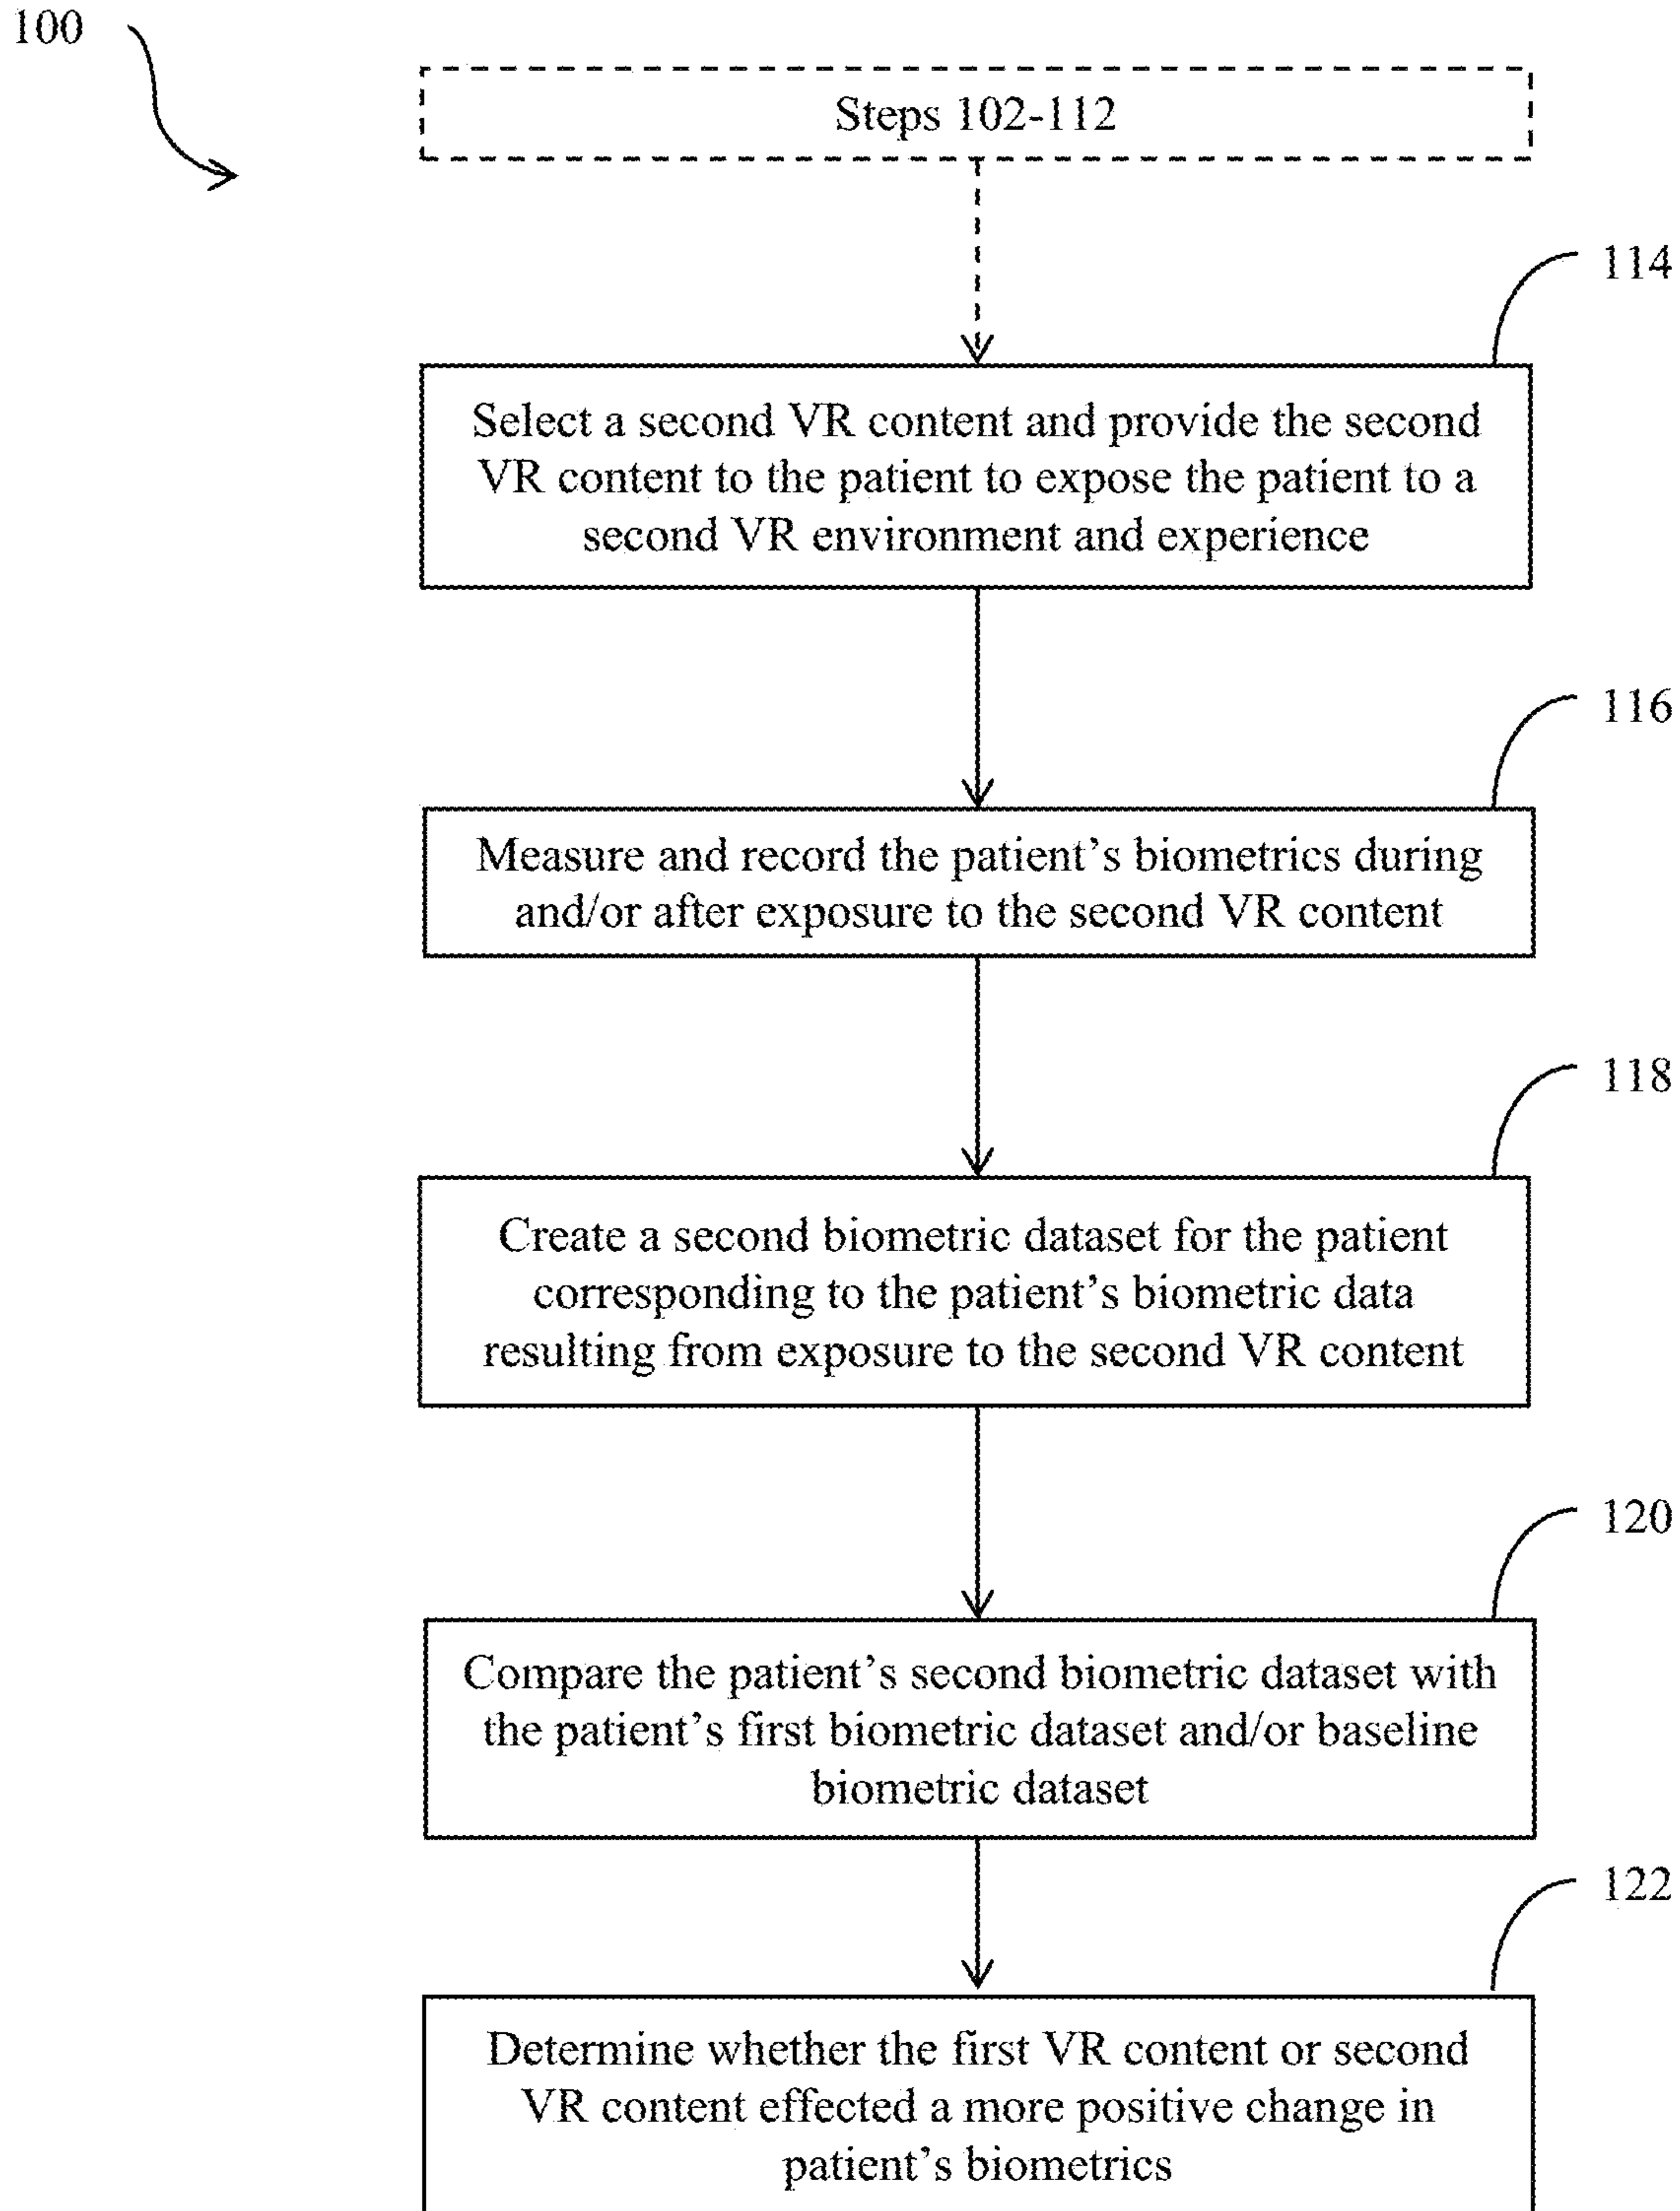 100
Steps 102-112
114
Select a second VR content and provide the second
VR content to the patient to expose the patient to a
second VR environment and experience
116
Measure and record the patient's biometrics during
and/or after exposure to the second VR content
118
Create a second biometric dataset for the patient
corresponding to the patient's biometric data
resulting from exposure to the second VR content
120
Compare the patient's second biometric dataset with
the patient's first biometric dataset and/or baseline
biometric dataset
122
Determine whether the first VR content or second
VR content effected a more positive change in
patient's biometrics